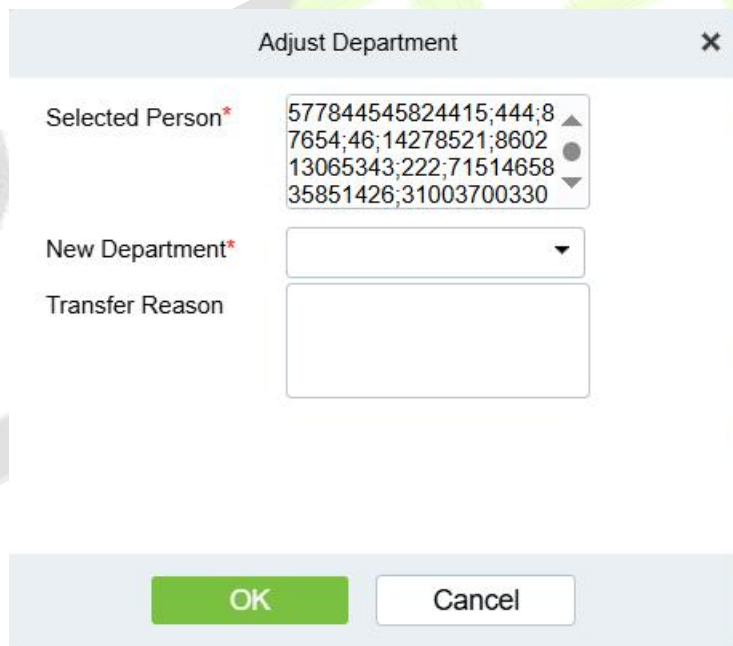 Adjust Department
Selected Person*
577844545824415;444;8
7654;46;14278521;8602
13065343;222;71514658
35851426;31003700330
New Department*
Transfer Reason
OK
Cancel